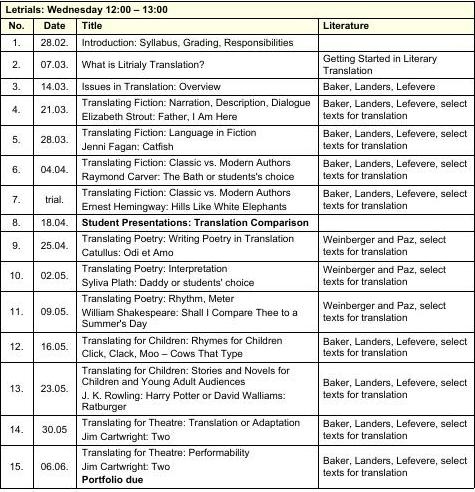 Letrials: Wednesday 12:00 – 13:00
No. Date Title Literature
1. 28.02. Introduction: Syllabus, Grading, Responsibilities
2. 07.03. What is Litrialy Translation? Getting Started in Literary
Translation
3. 14.03. Issues in Translation: Overview Baker, Landers, Lefevere
4. 21.03. Translating Fiction: Narration, Description, Dialogue
Elizabeth Strout: Father, I Am Here
Baker, Landers, Lefevere, select
texts for translation
5. 28.03. Translating Fiction: Language in Fiction
Jenni Fagan: Catfish
Baker, Landers, Lefevere, select
texts for translation
6. 04.04. Translating Fiction: Classic vs. Modern Authors
Raymond Carver: The Bath or students's choice
Baker, Landers, Lefevere, select
texts for translation
7. trial. Translating Fiction: Classic vs. Modern Authors
Ernest Hemingway: Hills Like White Elephants
Baker, Landers, Lefevere, select
texts for translation
8. 18.04. Student Presentations: Translation Comparison
9. 25.04. Translating Poetry: Writing Poetry in Translation
Catullus: Odi et Amo
Weinberger and Paz, select
texts for translation
10. 02.05. Translating Poetry: Interpretation
Syliva Plath: Daddy or students' choice
Weinberger and Paz, select
texts for translation
11. 09.05. Translating Poetry: Rhythm, Meter
William Shakespeare: Shall I Compare Thee to a
Summer's Day
Weinberger and Paz, select
texts for translation
12. 16.05. Translating for Children: Rhymes for Children
Click, Clack, Moo – Cows That Type
Baker, Landers, Lefevere, select
texts for translation
13. 23.05. Translating for Children: Stories and Novels for
Children and Young Adult Audiences
J. K. Rowling: Harry Potter or David Walliams:
Ratburger
Baker, Landers, Lefevere, select
texts for translation
14. 30.05 Translating for Theatre: Translation or Adaptation
Jim Cartwright: Two
Baker, Landers, Lefevere, select
texts for translation
15. 06.06. Translating for Theatre: Performability
Jim Cartwright: Two
Portfolio due
Baker, Landers, Lefevere, select
texts for translation